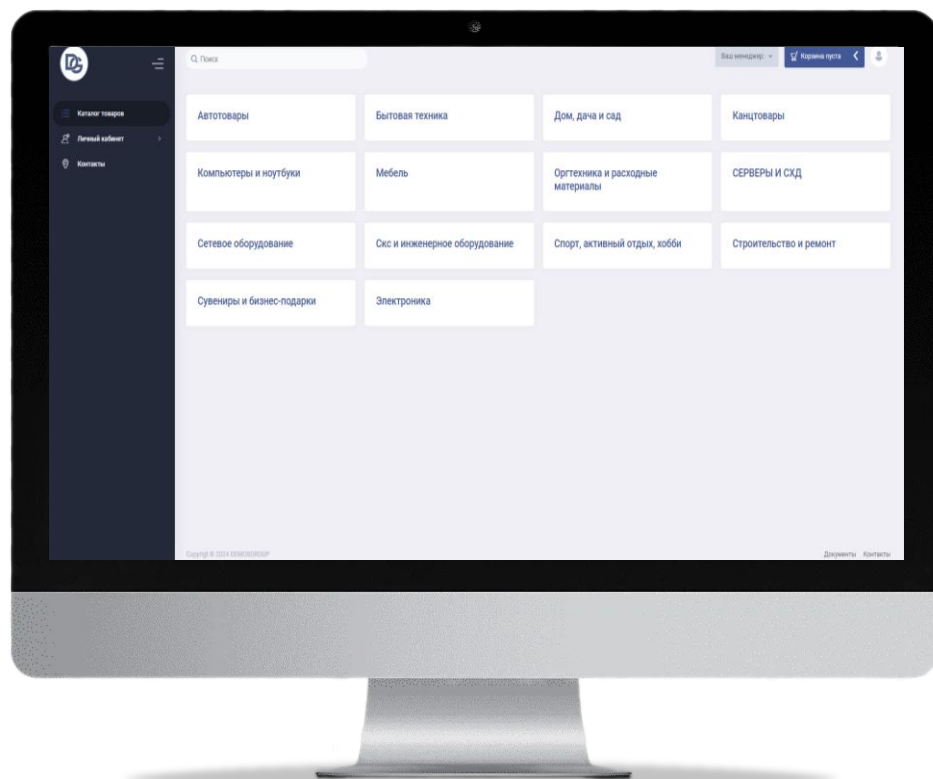 DG
Поиск
Ваш менеджер:
Корзина пуста
Каталог товаров
Личный кабинет
Контакты
Автотовары
Бытовая техника
Дом, дача и сад
Канцтовары
Компьютеры и ноутбуки
Мебель
Оргтехника и расходные
материалы
СЕРВЕРЫ И СХД
Сетевое оборудование
Скс и инженерное оборудование
Спорт, активный отдых, хобби
Строительство и ремонт
Сувениры и бизнес-подарки
Электроника
© 2024
Документы
Контакты